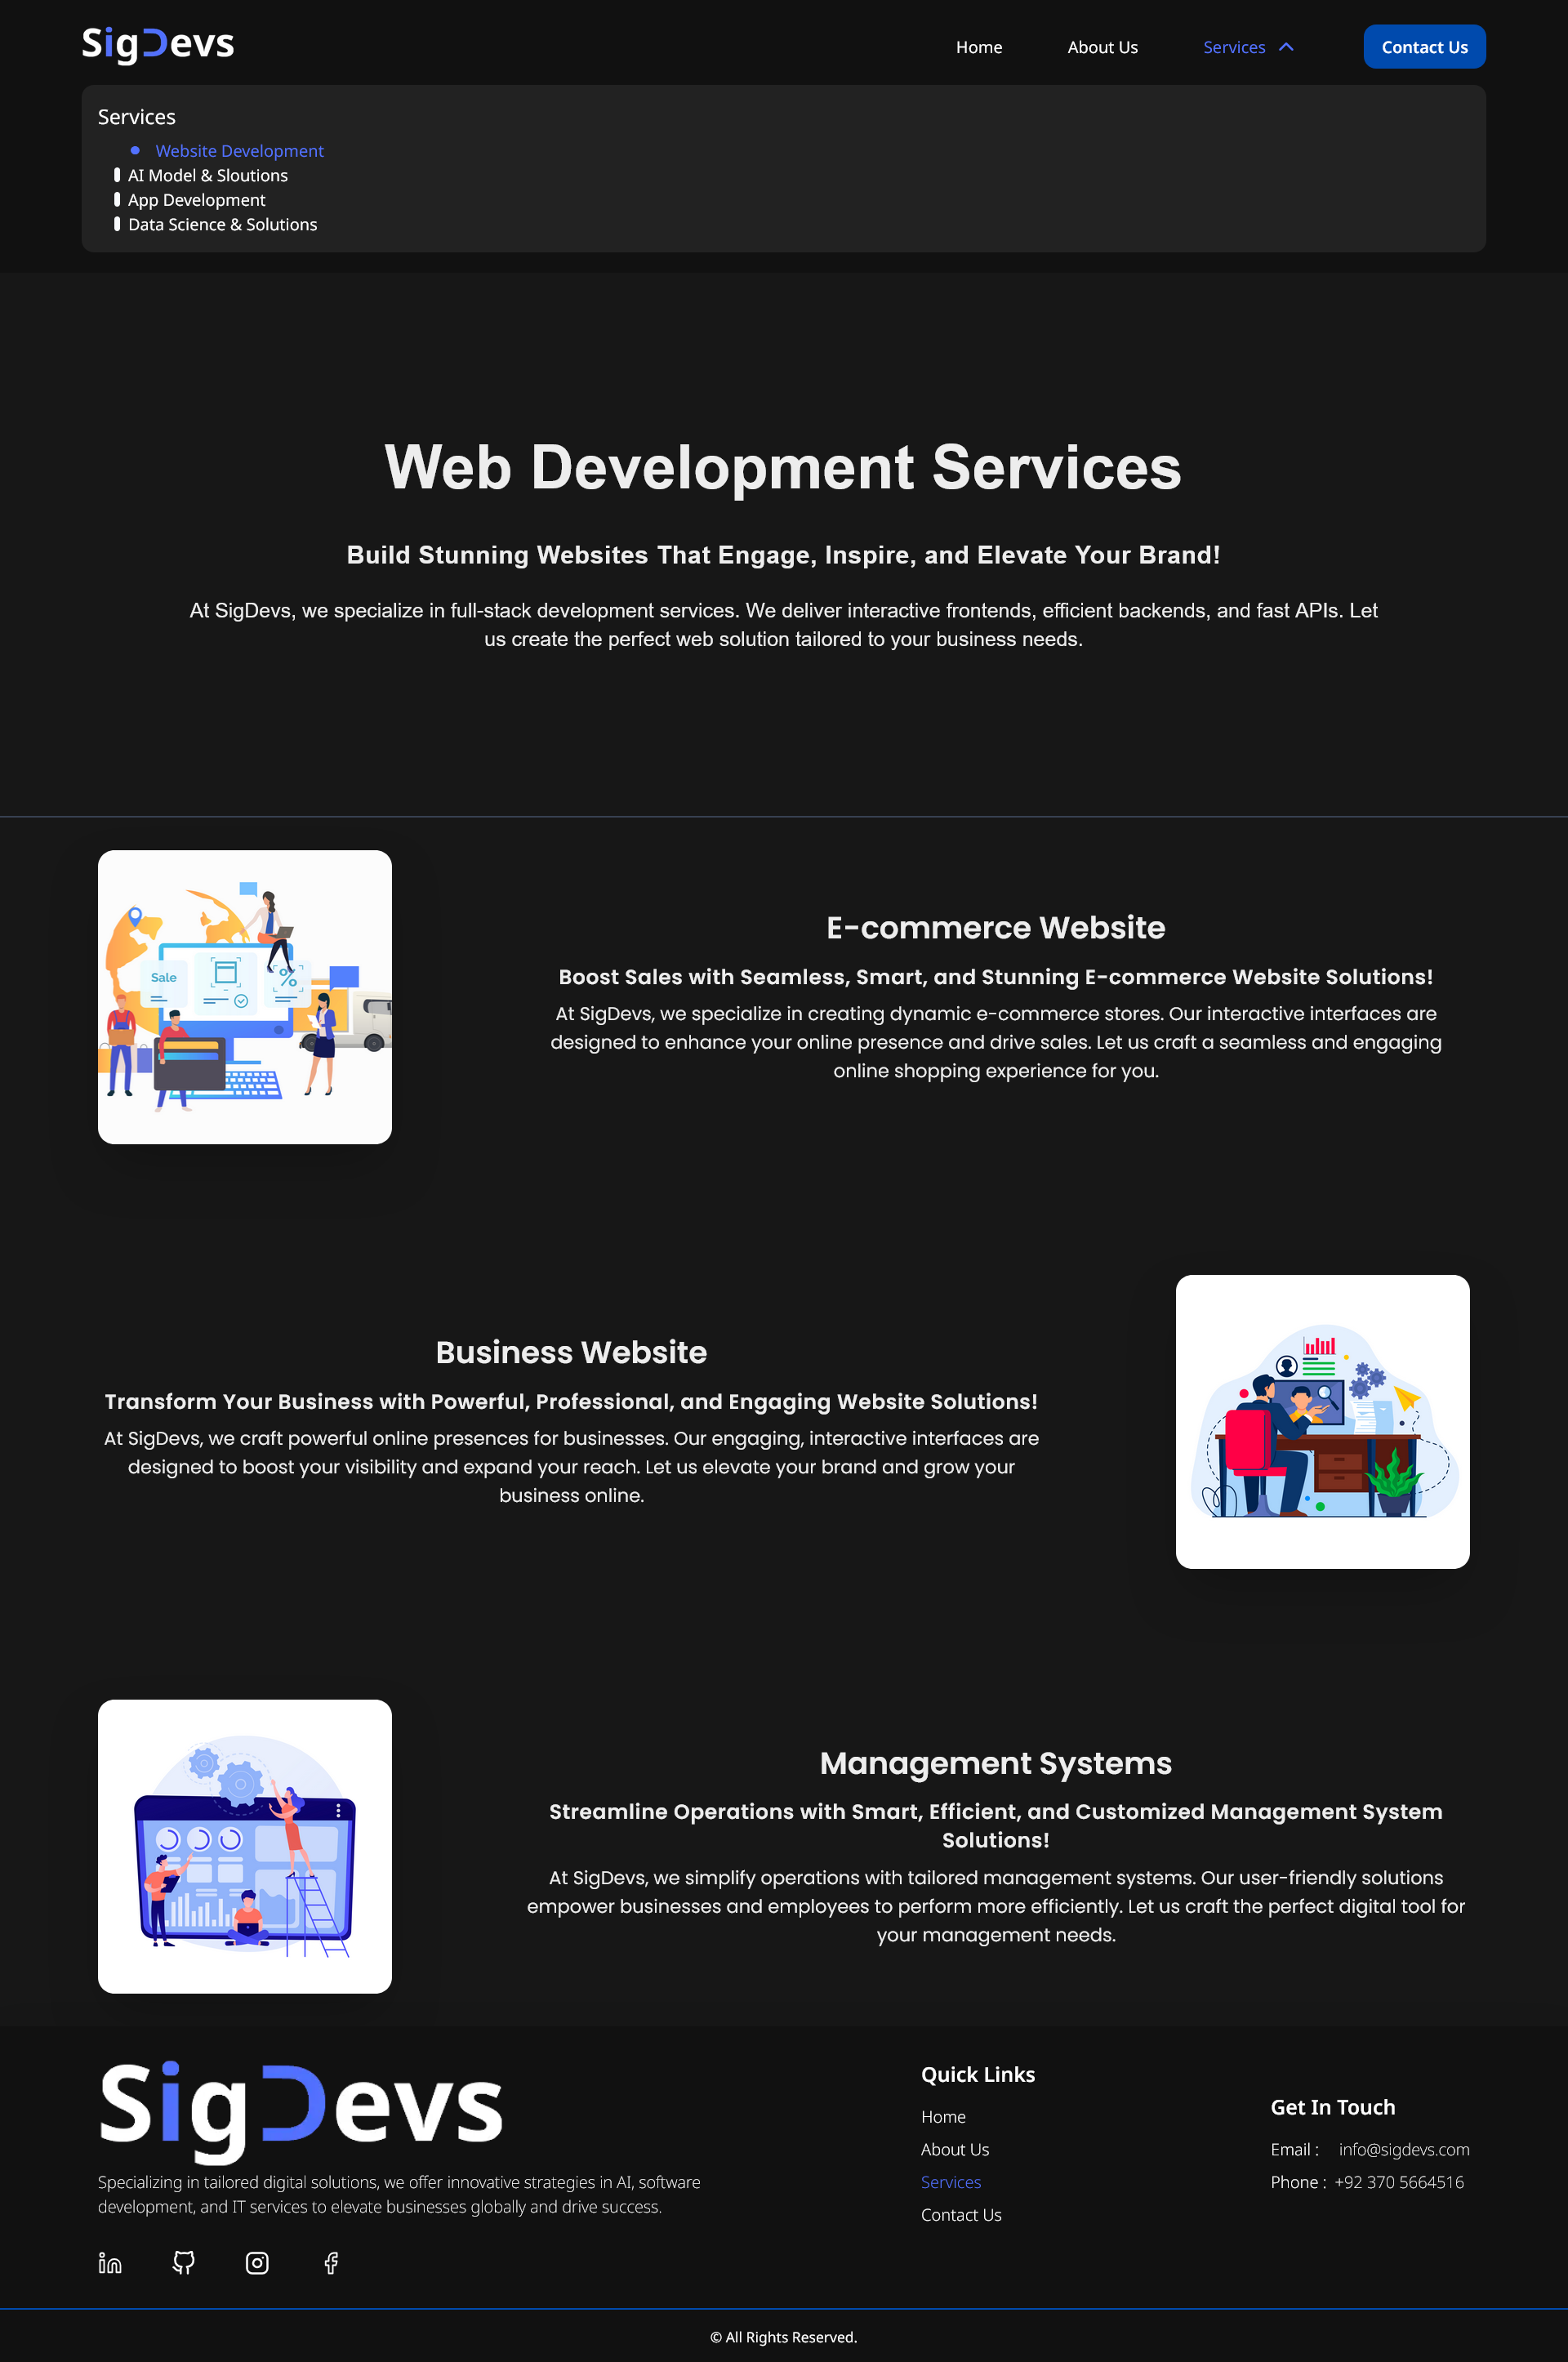 SigDevs
Home
About Us
Services
Contact Us
Services
Website Development
AI Model & Sloutions
App Development
Data Science & Solutions
Web Development Services
Build Stunning Websites That Engage, Inspire, and Elevate Your Brand!
At SigDevs, we specialize in full-stack development services. We deliver interactive frontends, efficient backends, and fast APIs. Let
us create the perfect web solution tailored to your business needs.
Sale
%
E-commerce Website
Boost Sales with Seamless, Smart, and Stunning E-commerce Website Solutions!
At SigDevs, we specialize in creating dynamic e-commerce stores. Our interactive interfaces are
designed to enhance your online presence and drive sales. Let us craft a seamless and engaging
online shopping experience for you.
Business Website
Transform Your Business with Powerful, Professional, and Engaging Website Solutions!
At SigDevs, we craft powerful online presences for businesses. Our engaging, interactive interfaces are
designed to boost your visibility and expand your reach. Let us elevate your brand and grow your
business online.
Management Systems
Streamline Operations with Smart, Efficient, and Customized Management System
Solutions!
At SigDevs, we simplify operations with tailored management systems. Our user-friendly solutions
empower businesses and employees to perform more efficiently. Let us craft the perfect digital tool for
your management needs.
SigDevs
Specializing in tailored digital solutions, we offer innovative strategies in AI, software
development, and IT services to elevate businesses globally and drive success.
Quick Links
Home
About Us
Services
Contact Us
Get In Touch
Email : info@sigdevs.com
Phone : +92 370 5664516
© All Rights Reserved.